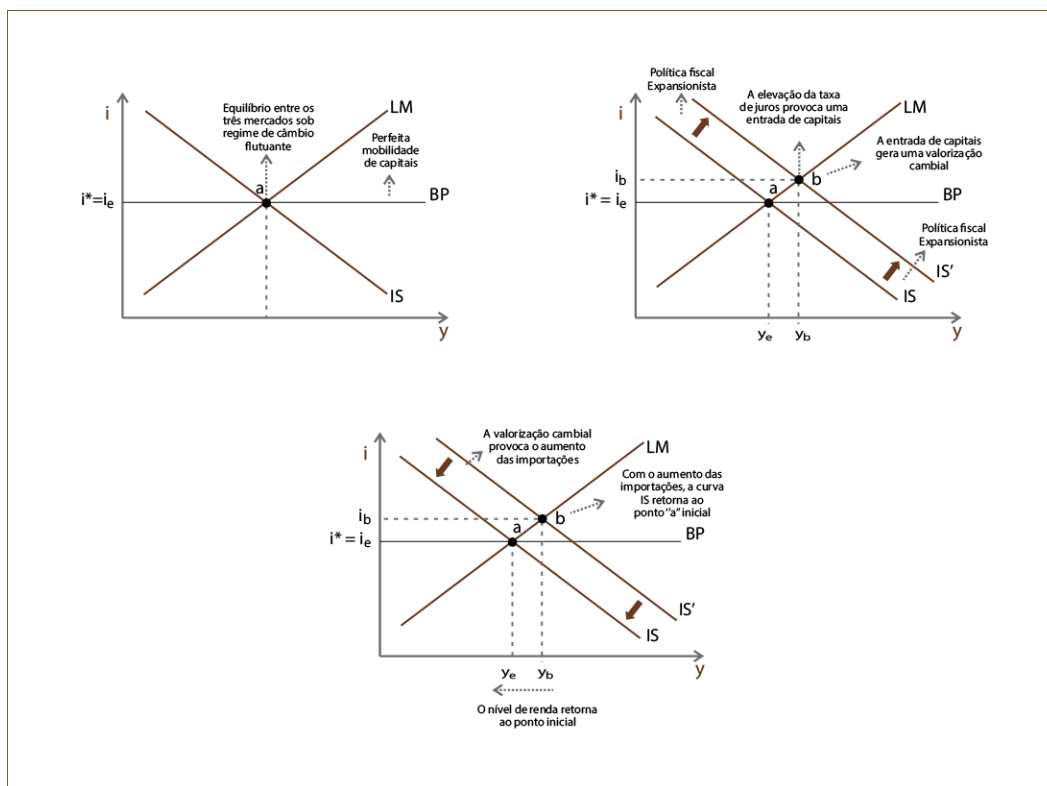 i
Equilíbrio entre os
três mercados sob
regime de câmbio
flutuante
LM
Perfeita
mobilidade
de capitais
a
BP
i*=ie
IS
y
Política fiscal
Expansionista
A elevação da taxa
de juros provoca uma
entrada de capitais
LM
i
A entrada de capitais
gera uma valorização
cambial
ib
a
b
BP
i* = ie
Política fiscal
Expansionista
IS'
IS
y
ye
yb
A valorização cambial
provoca o aumento
das importações
LM
i
Com o aumento das
importações, a curva
IS retorna ao
ponto "a" inicial
ib
a
b
BP
i* = ie
IS'
IS
y
ye
yb
O nível de renda retorna
ao ponto inicial